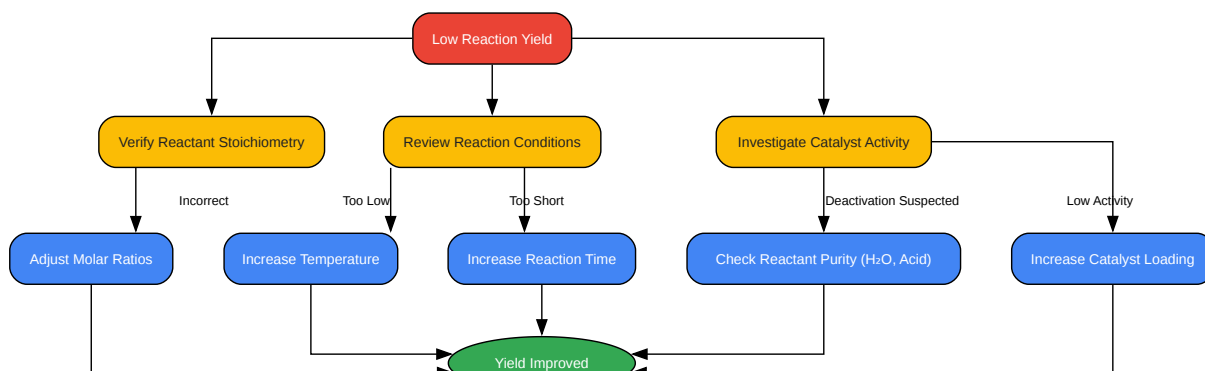 Low Reaction Yield
Verify Reactant Stoichiometry
Review Reaction Conditions
Investigate Catalyst Activity
Incorrect
Too Low
Too Short
Deactivation Suspected
Low Activity
Adjust Molar Ratios
Increase Temperature
Increase Reaction Time
Check Reactant Purity (H₂O, Acid)
Increase Catalyst Loading
Yield Improved